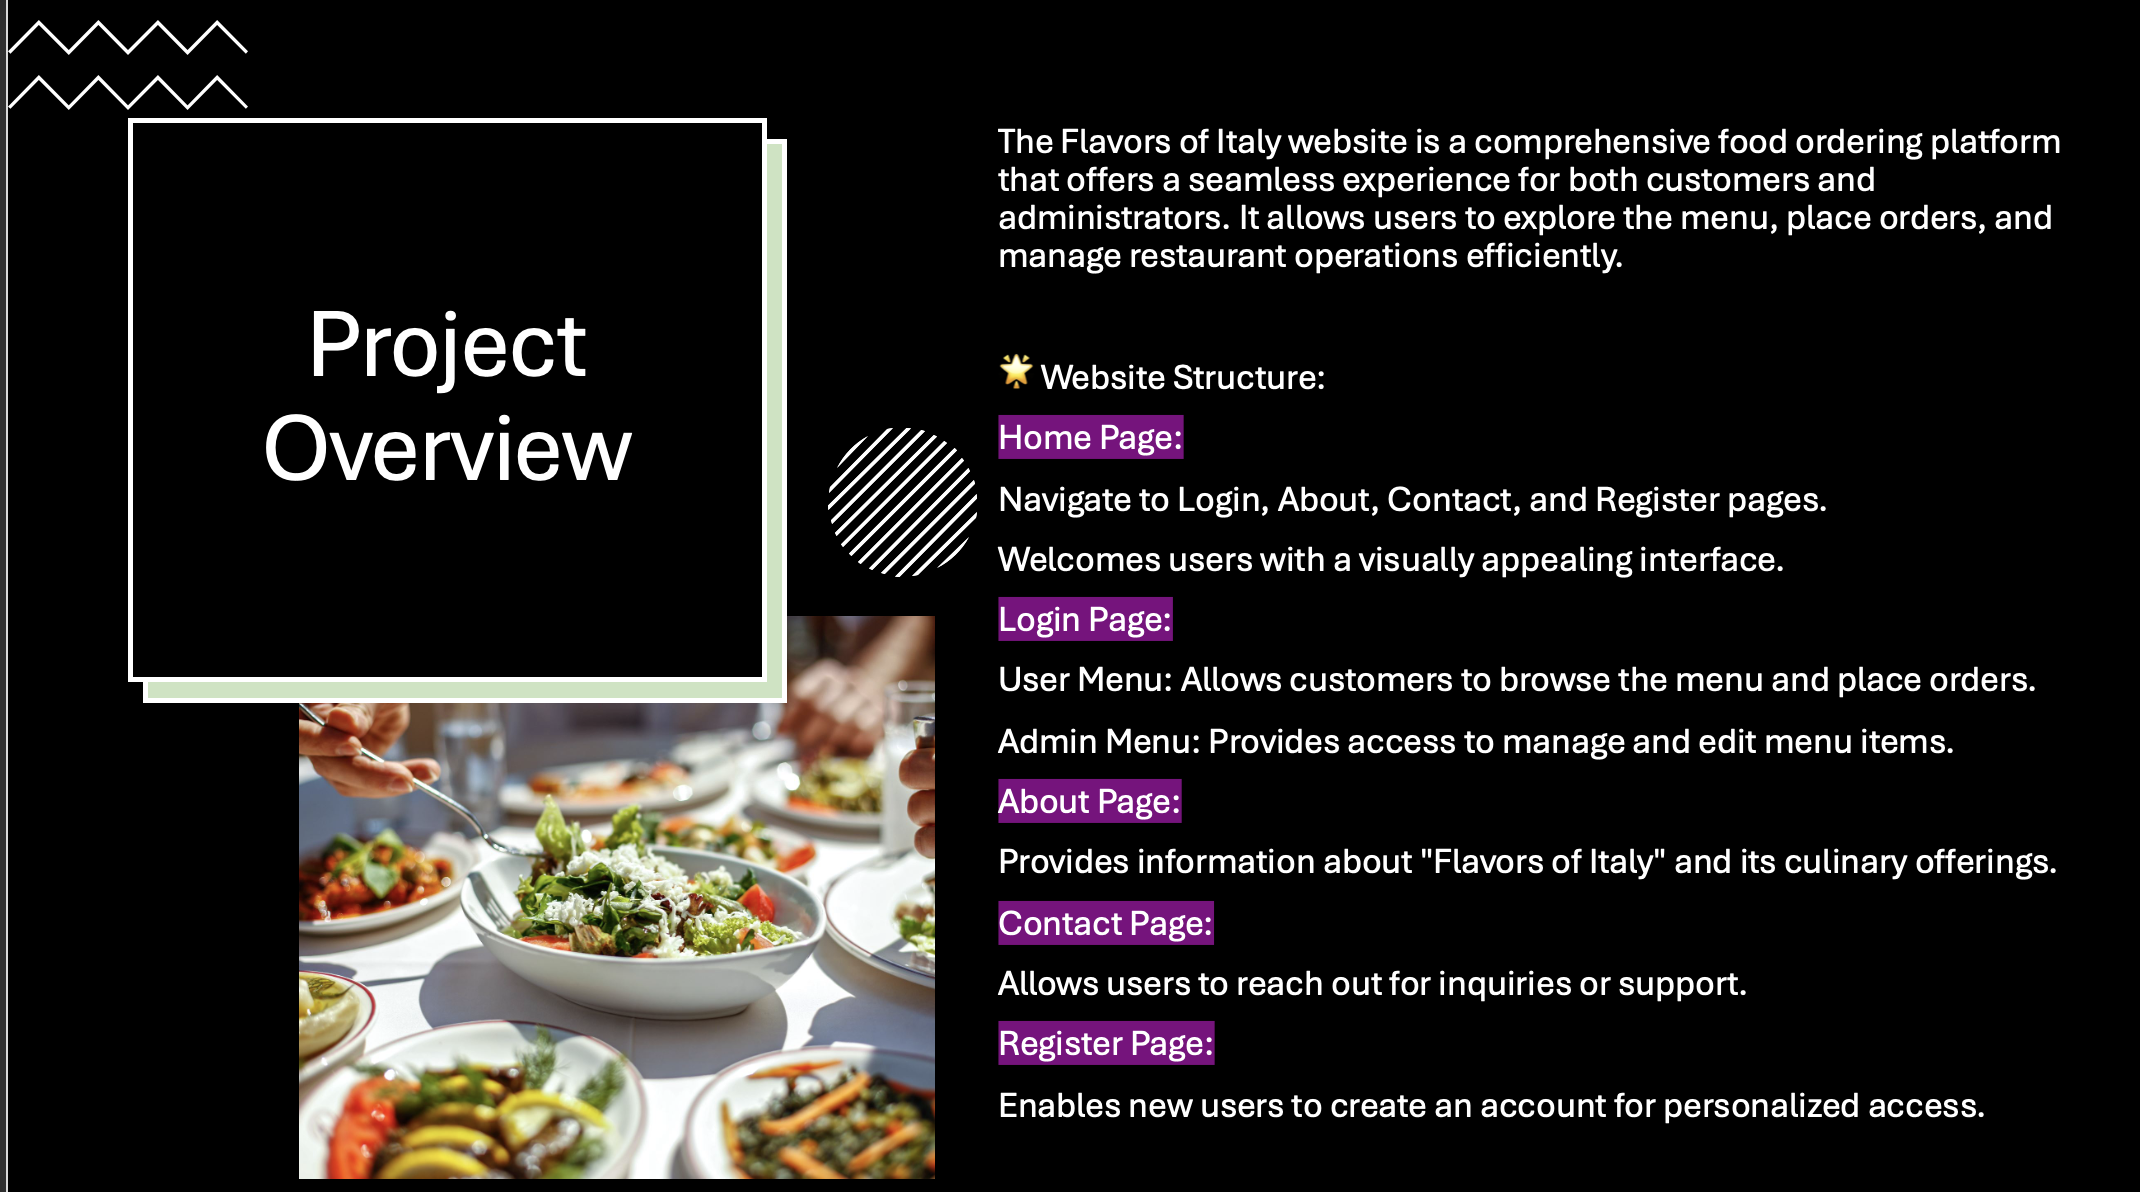 Project
Overview
The Flavors of Italy website is a comprehensive food ordering platform
that offers a seamless experience for both customers and
administrators. It allows users to explore the menu, place orders, and
manage restaurant operations efficiently.
🌟 Website Structure:
Home Page:
Navigate to Login, About, Contact, and Register pages.
Welcomes users with a visually appealing interface.
Login Page:
User Menu: Allows customers to browse the menu and place orders.
Admin Menu: Provides access to manage and edit menu items.
About Page:
Provides information about "Flavors of Italy" and its culinary offerings.
Contact Page:
Allows users to reach out for inquiries or support.
Register Page:
Enables new users to create an account for personalized access.